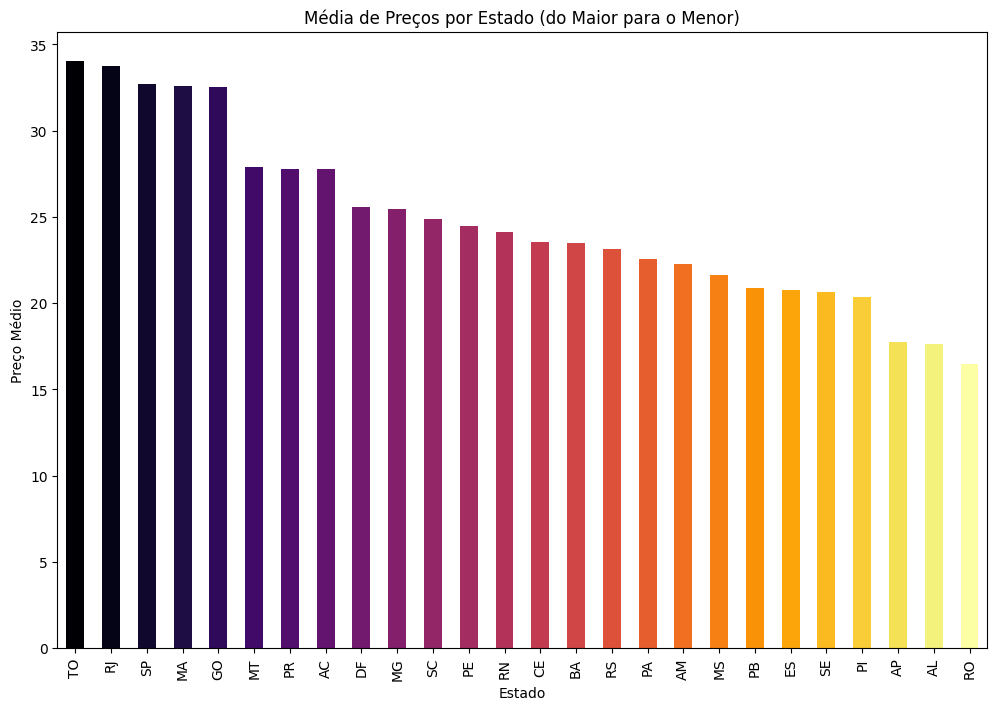 Média de Preços por Estado (do Maior para o Menor)
Preço Médio
35
30
25
20
15
10
5
0
TO RJ SP MA GO MT PR AC DF MG SC PE RN CE BA RS PA AM MS PB ES SE PI AP AL RO
Estado